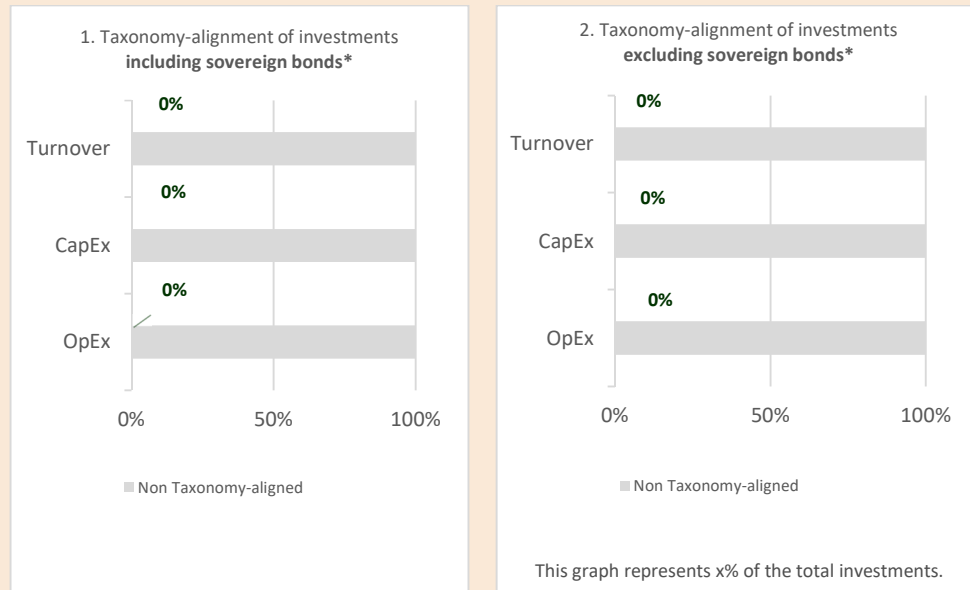 1. Taxonomy-alignment of investments
including sovereign bonds*
0%
Turnover
0%
CapEx
0%
OpEx
0%
50%
100%
Non Taxonomy-aligned
2. Taxonomy-alignment of investments
excluding sovereign bonds*
0%
Turnover
0%
CapEx
0%
OpEx
0%
50%
100%
Non Taxonomy-aligned
This graph represents x% of the total investments.